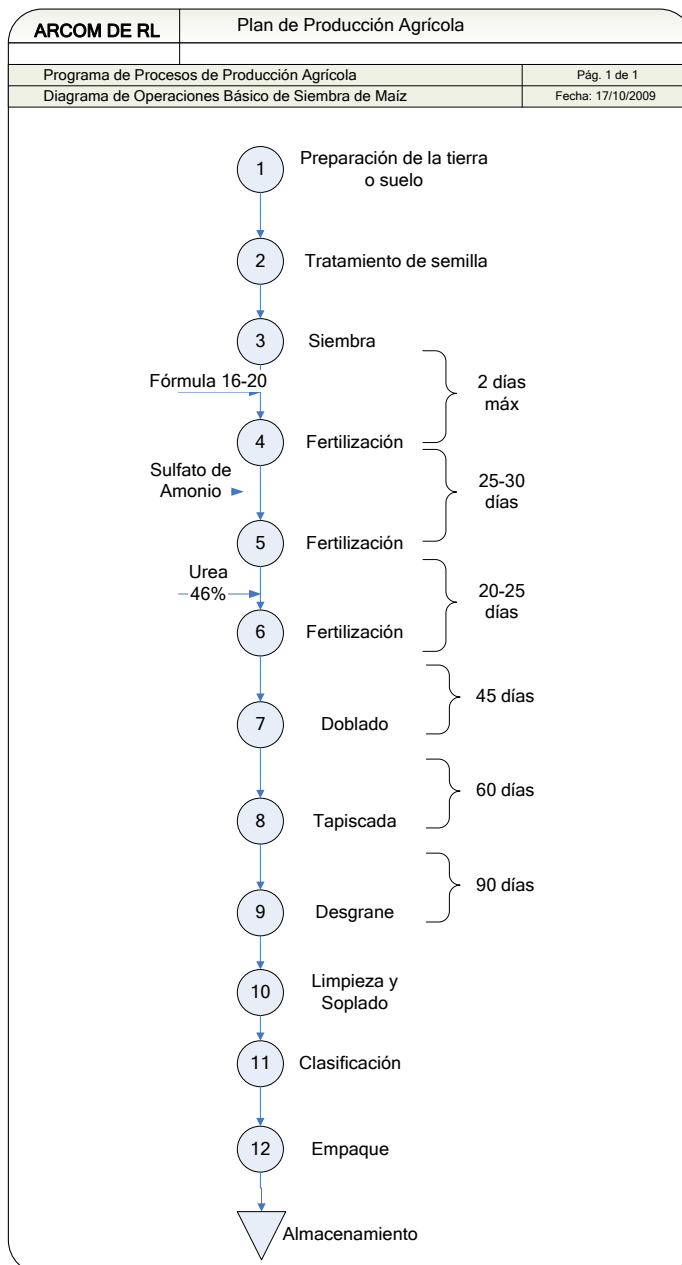 ARCOM DE RL
Plan de Producción Agrícola
Programa de Procesos de Producción Agrícola
Pág. 1 de 1
Diagrama de Operaciones Básico de Siembra de Maíz
Fecha: 17/10/2009
1
Preparación de la tierra
o suelo
2
Tratamiento de semilla
3
Siembra
Fórmula 16-20
2 días
máx
4
Fertilización
Sulfato de
Amonio
25-30
días
5
Fertilización
Urea
46%
20-25
días
6
Fertilización
45 días
7
Doblado
60 días
8
Tapiscada
90 días
9
Desgrane
10
Limpieza y
Soplado
11
Clasificación
12
Empaque
Almacenamiento